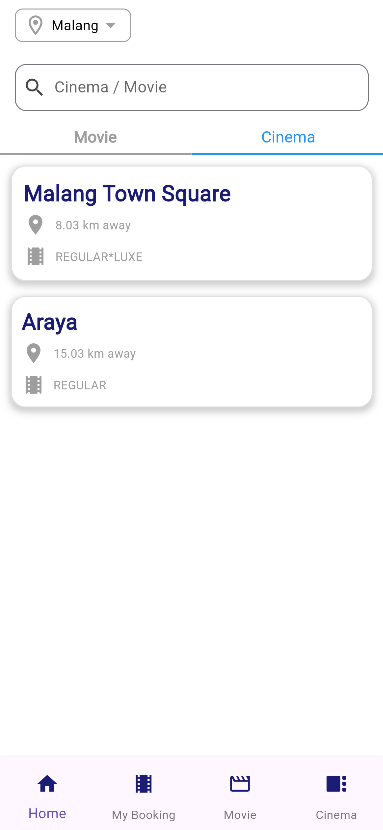 Malang
Cinema / Movie
Movie Cinema
Malang Town Square
8.03 km away
REGULAR*LUXE
Araya
15.03 km away
REGULAR
Home My Booking Movie Cinema